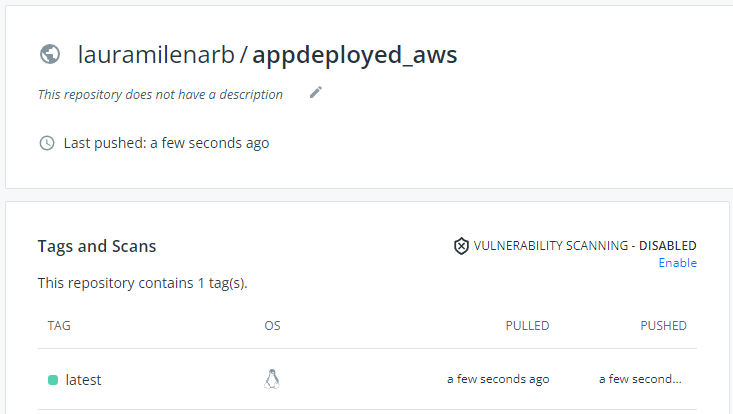 lauramilenarb / appdeployed_aws
This repository does not have a description
Last pushed: a few seconds ago
Tags and Scans
VULNERABILITY SCANNING - DISABLED
Enable
This repository contains 1 tag(s).
TAG OS PULLED PUSHED
latest a few seconds ago a few second...